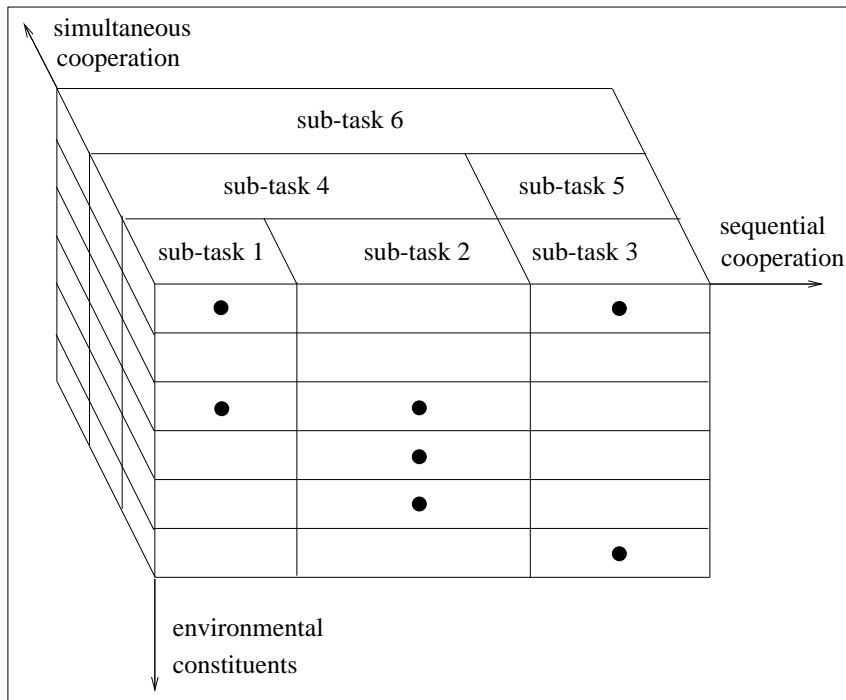 simultaneous
cooperation
sub-task 6
sub-task 4
sub-task 5
sub-task 1
sub-task 2
sub-task 3
sequential
cooperation
environmental
constituents